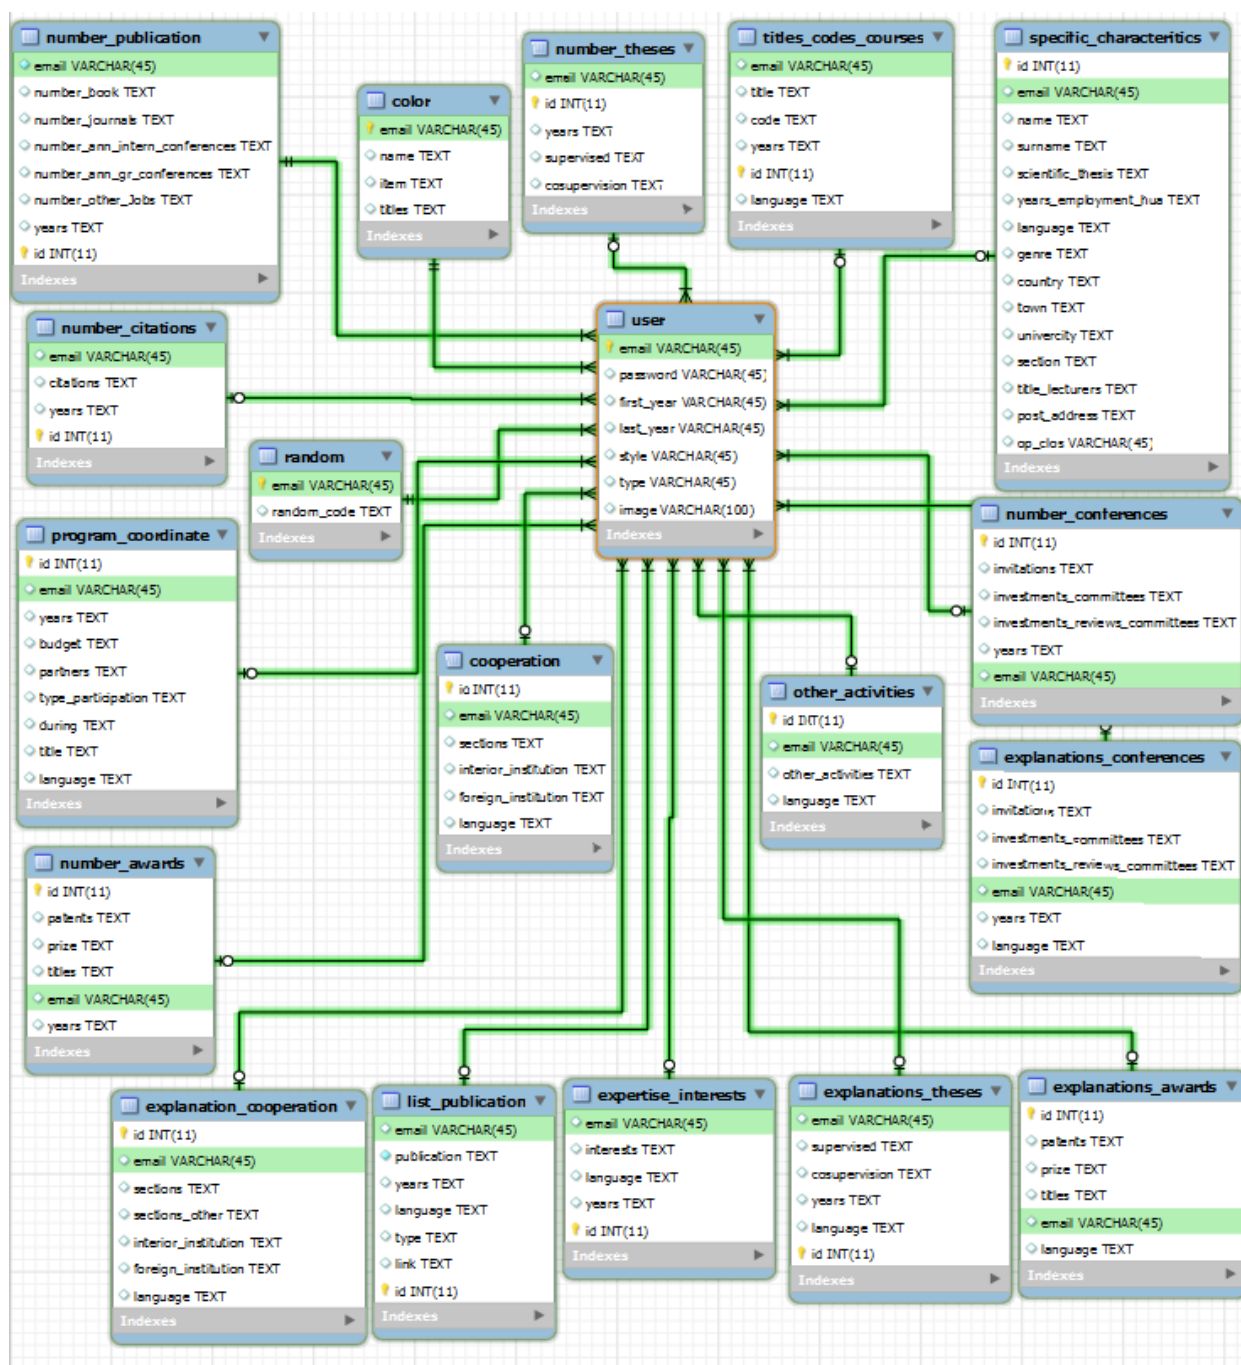 number_publication
email VARCHAR(45)
number_book TEXT
number_journals TEXT
number_ann_intern_conferences TEXT
number_ann_gr_conferences TEXT
number_other_Jobs TEXT
years TEXT
id INT(11)
Indexes
color
email VARCHAR(45)
name TEXT
item TEXT
titles TEXT
Indexes
number_theses
email VARCHAR(45)
id INT(11)
years TEXT
supervised TEXT
cosupervision TEXT
Indexes
titles_codes_courses
email VARCHAR(45)
title TEXT
code TEXT
years TEXT
id INT(11)
language TEXT
Indexes
specific_characteritics
id INT(11)
email VARCHAR(45)
name TEXT
surname TEXT
scientific_thesis TEXT
years_employment_hua TEXT
language TEXT
genre TEXT
country TEXT
town TEXT
univercity TEXT
section TEXT
title_lecturers TEXT
post_address TEXT
op_clos VARCHAR(45)
Indexes
number_citations
email VARCHAR(45)
citations TEXT
years TEXT
id INT(11)
Indexes
user
email VARCHAR(45)
password VARCHAR(45)
first_year VARCHAR(45)
last_year VARCHAR(45)
style VARCHAR(45)
type VARCHAR(45)
image VARCHAR(100)
Indexes
random
email VARCHAR(45)
random_code TEXT
Indexes
program_coordinate
id INT(11)
email VARCHAR(45)
years TEXT
budget TEXT
partners TEXT
type_participation TEXT
during TEXT
title TEXT
language TEXT
Indexes
number_conferences
id INT(11)
invitations TEXT
investments_committees TEXT
investments_reviews_committees TEXT
years TEXT
email VARCHAR(45)
Indexes
cooperation
id INT(11)
email VARCHAR(45)
sections TEXT
interior_institution TEXT
foreign_institution TEXT
language TEXT
Indexes
other_activities
id INT(11)
email VARCHAR(45)
other_activities TEXT
language TEXT
Indexes
explanations_conferences
id INT(11)
invitations TEXT
investments_committees TEXT
investments_reviews_committees TEXT
email VARCHAR(45)
years TEXT
language TEXT
Indexes
number_awards
id INT(11)
patents TEXT
prize TEXT
titles TEXT
email VARCHAR(45)
years TEXT
Indexes
explanation_cooperation
id INT(11)
email VARCHAR(45)
sections TEXT
sections_other TEXT
interior_institution TEXT
foreign_institution TEXT
language TEXT
Indexes
list_publication
email VARCHAR(45)
publication TEXT
years TEXT
language TEXT
type TEXT
link TEXT
id INT(11)
Indexes
expertise_interests
email VARCHAR(45)
interests TEXT
language TEXT
years TEXT
id INT(11)
Indexes
explanations_theses
email VARCHAR(45)
supervised TEXT
cosupervision TEXT
years TEXT
language TEXT
id INT(11)
Indexes
explanations_awards
id INT(11)
patents TEXT
prize TEXT
titles TEXT
email VARCHAR(45)
language TEXT
Indexes